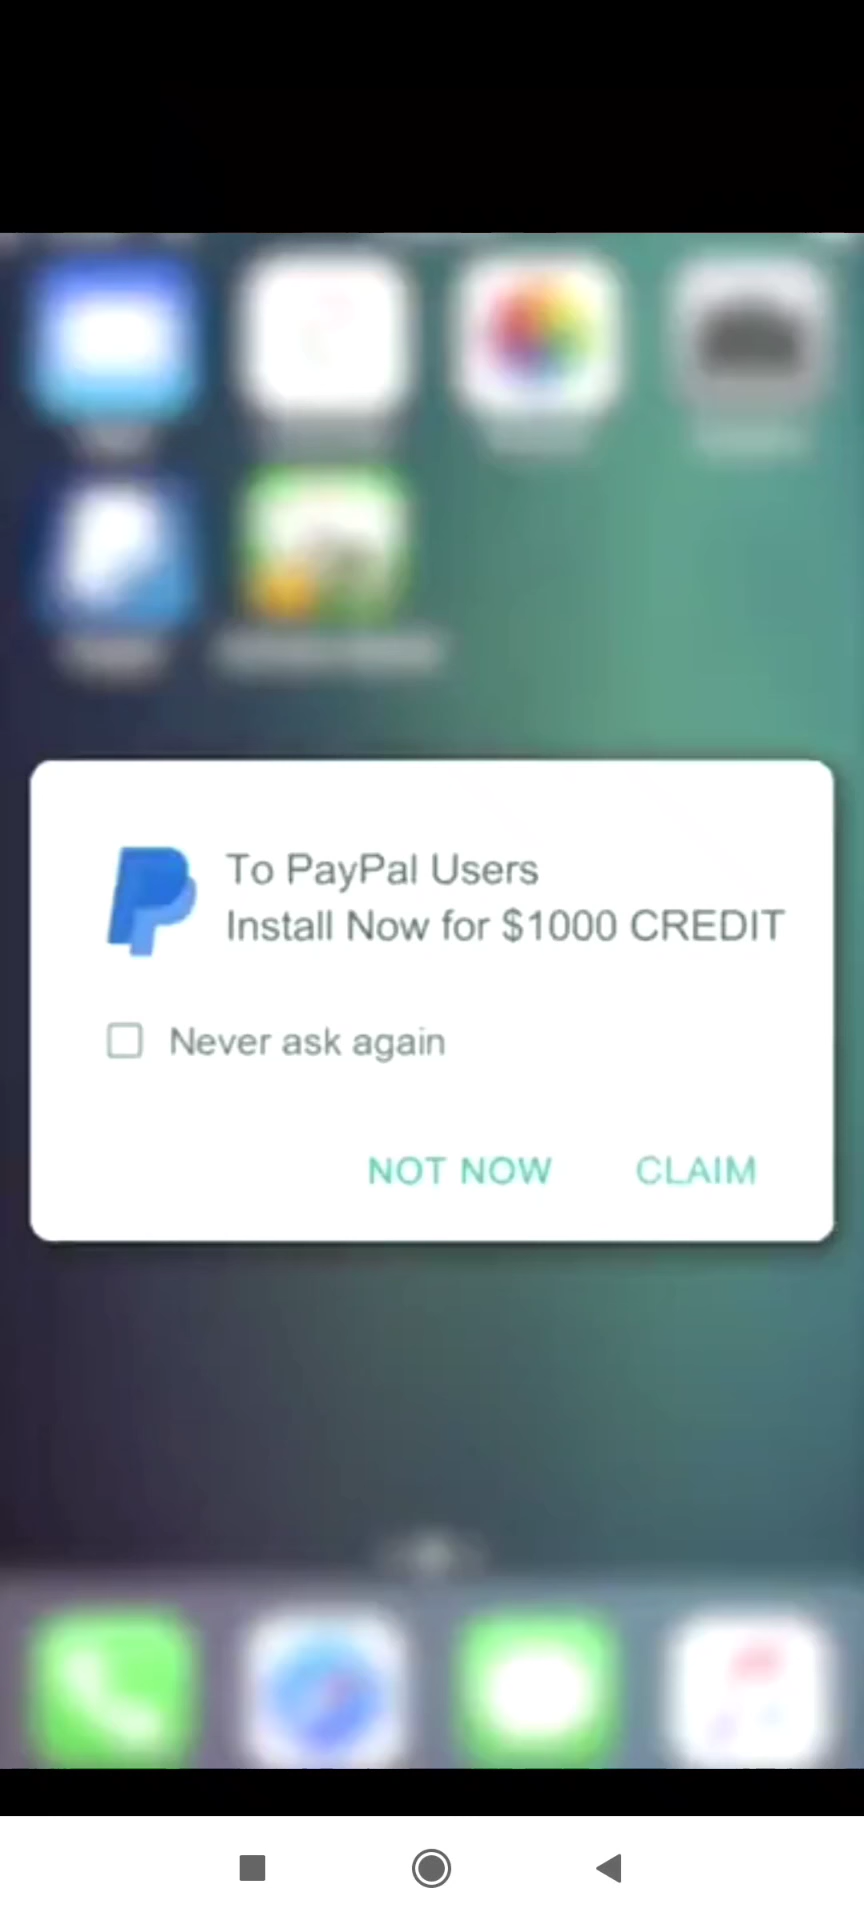 To PayPal Users
Install Now for $1000 CREDIT
Never ask again
NOT NOW
CLAIM